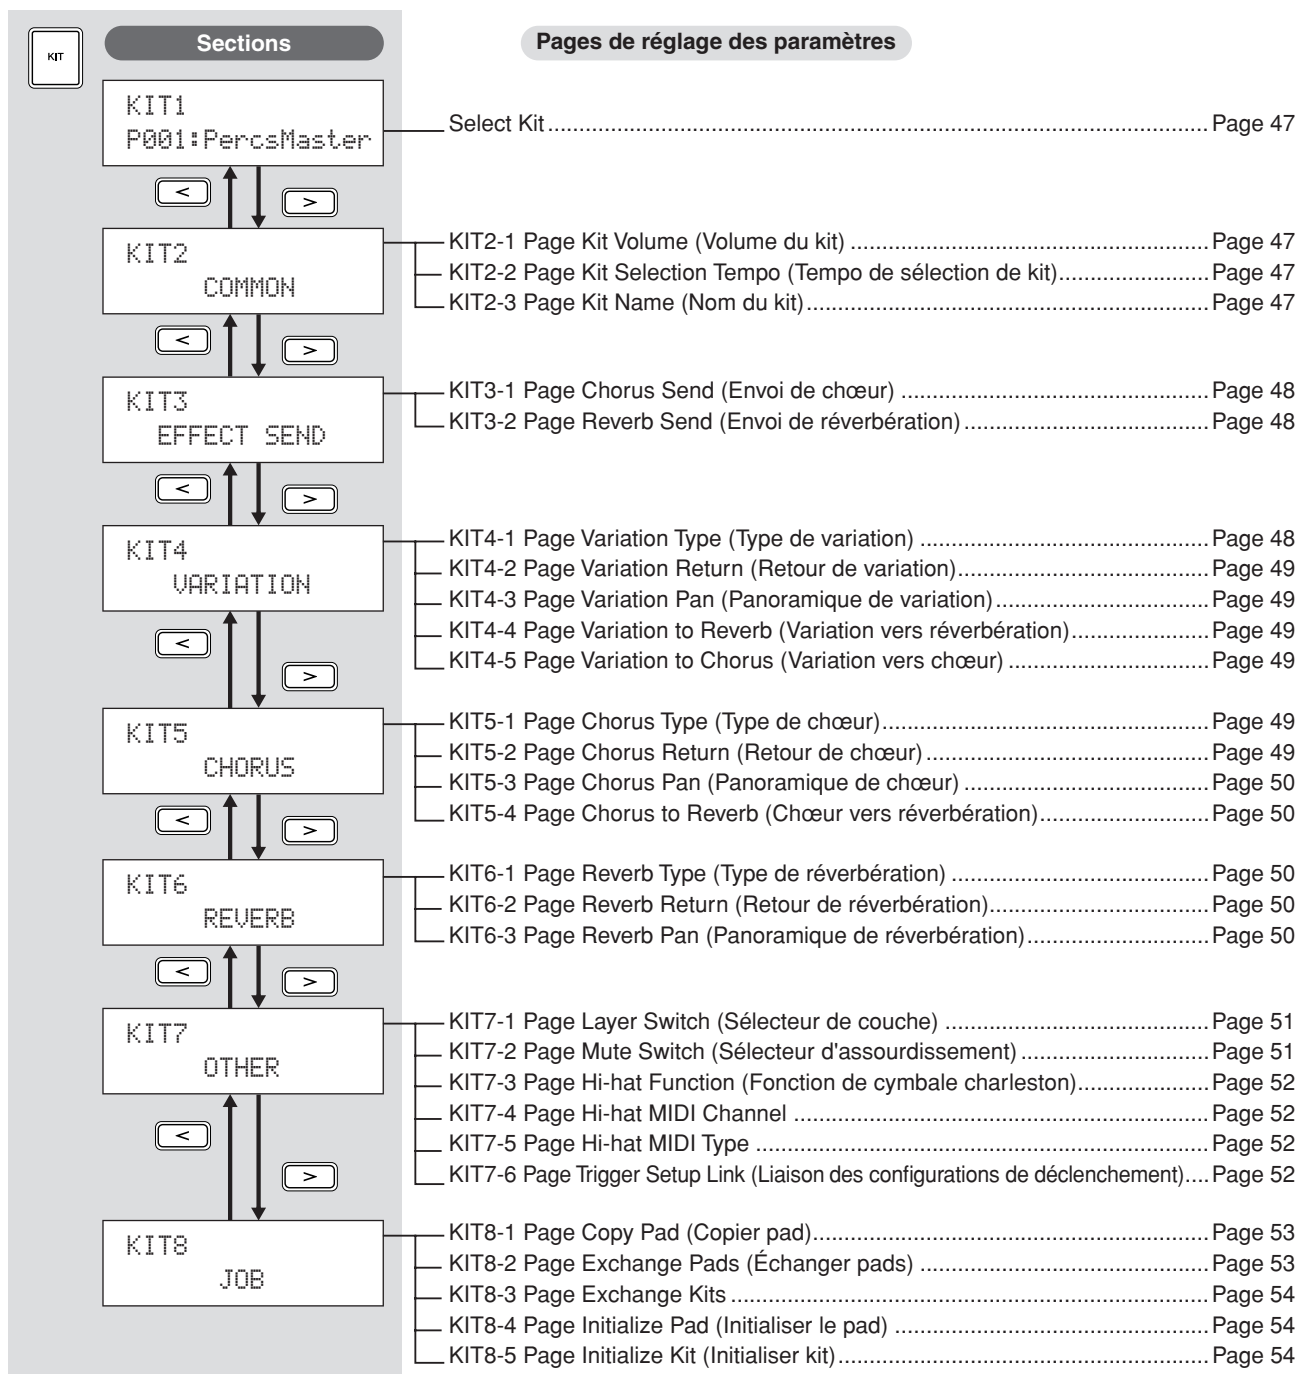 KIT
Sections
Pages de réglage des paramètres
KIT1
P001:PercsMaster
Select Kit.......... Page 47
< >
KIT2
COMMON
KIT2-1 Page Kit Volume (Volume du kit) .......... Page 47
KIT2-2 Page Kit Selection Tempo (Tempo de sélection de kit).......... Page 47
KIT2-3 Page Kit Name (Nom du kit).......... Page 47
< >
KIT3
EFFECT SEND
KIT3-1 Page Chorus Send (Envoi de chœur) .......... Page 48
KIT3-2 Page Reverb Send (Envoi de réverbération) .......... Page 48
< >
KIT4
VARIATION
KIT4-1 Page Variation Type (Type de variation) .......... Page 48
KIT4-2 Page Variation Return (Retour de variation).......... Page 49
KIT4-3 Page Variation Pan (Panoramique de variation) .......... Page 49
KIT4-4 Page Variation to Reverb (Variation vers réverbération).......... Page 49
KIT4-5 Page Variation to Chorus (Variation vers chœur) .......... Page 49
< >
KIT5
CHORUS
KIT5-1 Page Chorus Type (Type de chœur).......... Page 49
KIT5-2 Page Chorus Return (Retour de chœur).......... Page 49
KIT5-3 Page Chorus Pan (Panoramique de chœur) .......... Page 50
KIT5-4 Page Chorus to Reverb (Chœur vers réverbération).......... Page 50
< >
KIT6
REVERB
KIT6-1 Page Reverb Type (Type de réverbération) .......... Page 50
KIT6-2 Page Reverb Return (Retour de réverbération).......... Page 50
KIT6-3 Page Reverb Pan (Panoramique de réverbération).......... Page 50
< >
KIT7
OTHER
KIT7-1 Page Layer Switch (Sélecteur de couche) .......... Page 51
KIT7-2 Page Mute Switch (Sélecteur d'assourdissement).......... Page 51
KIT7-3 Page Hi-hat Function (Fonction de cymbale charleston).......... Page 52
KIT7-4 Page Hi-hat MIDI Channel .......... Page 52
KIT7-5 Page Hi-hat MIDI Type .......... Page 52
KIT7-6 Page Trigger Setup Link (Liaison des configurations de déclenchement).... Page 52
< >
KIT8
JOB
KIT8-1 Page Copy Pad (Copier pad).......... Page 53
KIT8-2 Page Exchange Pads (Échanger pads) .......... Page 53
KIT8-3 Page Exchange Kits .......... Page 54
KIT8-4 Page Initialize Pad (Initialiser le pad) .......... Page 54
KIT8-5 Page Initialize Kit (Initialiser kit).......... Page 54